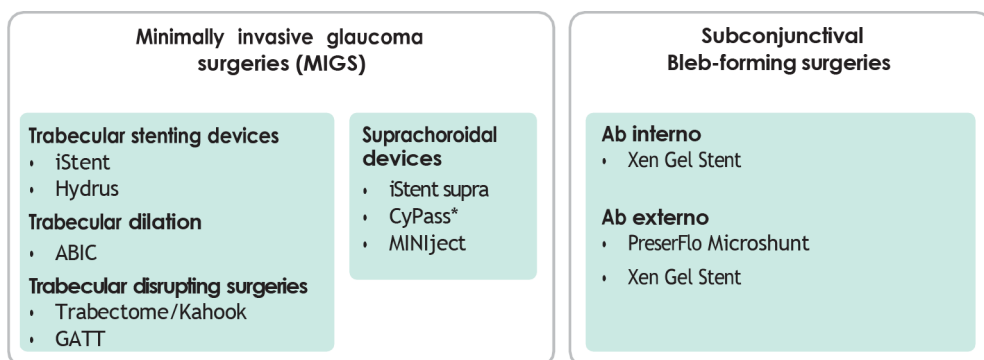 Minimally invasive glaucoma
surgeries (MIGS)
Trabecular stenting devices
• iStent
• Hydrus
Trabecular dilation
• ABIC
Trabecular disrupting surgeries
• Trabectome/Kahook
• GATT
Suprachoroidal
devices
• iStent supra
• CyPass*
• MINIject
Subconjunctival
Bleb-forming surgeries
Ab interno
• Xen Gel Stent
Ab externo
• PreserFlo Microshunt
• Xen Gel Stent